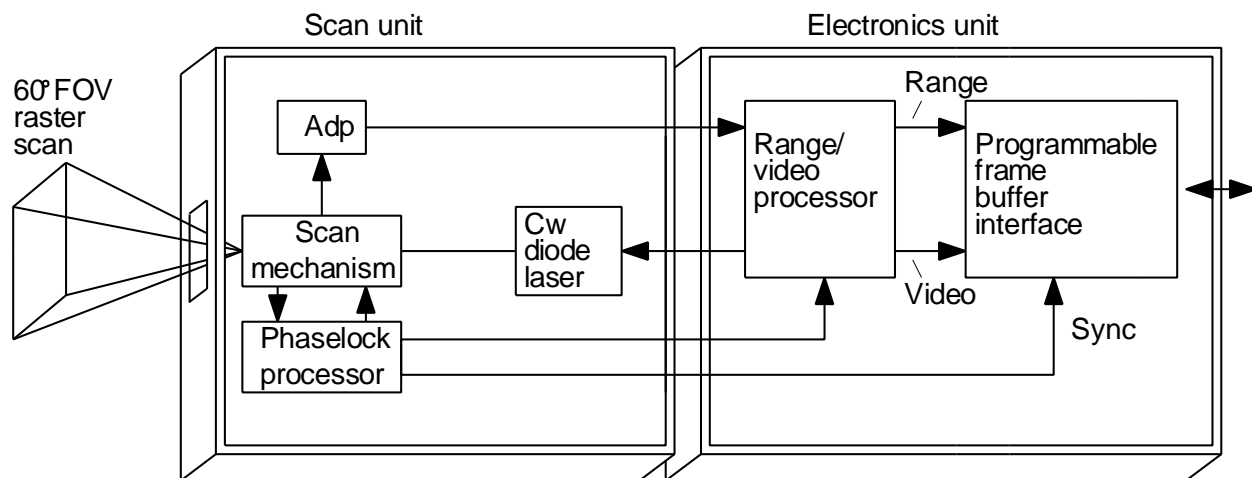 Scan unit
Electronics unit
60° FOV
raster
scan
Adp
Scan
mechanism
Phaselock
processor
Cw
diode
laser
Range/
video
processor
Range
Video
Programmable
frame
buffer
interface
Sync